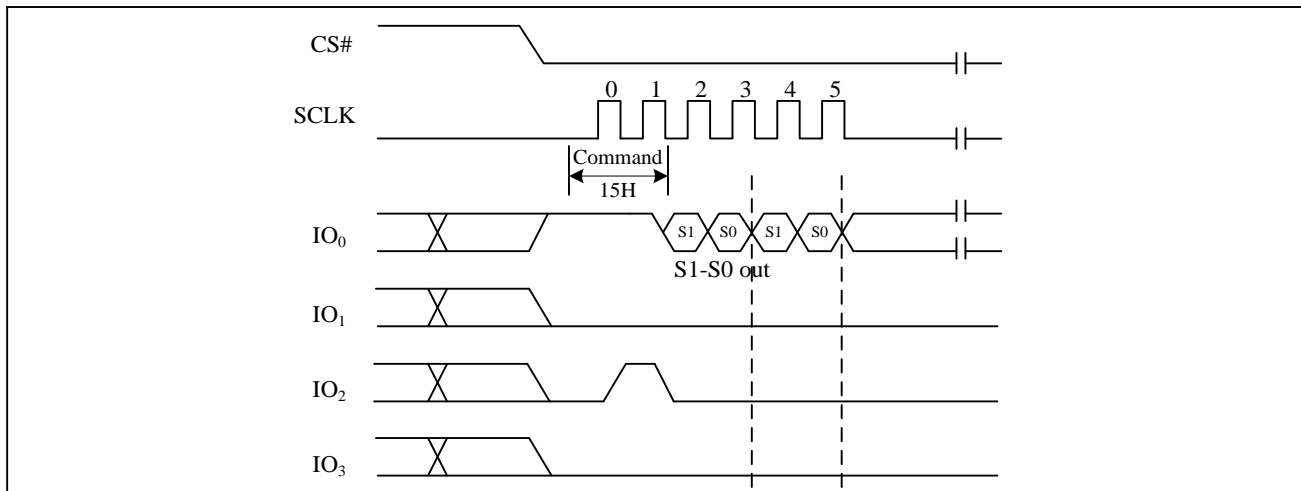 CS#
0 1 2 3 4 5
SCLK
Command
15H
IO0
S1 S0 S1 S0
S1-S0 out
IO1
IO2
IO3